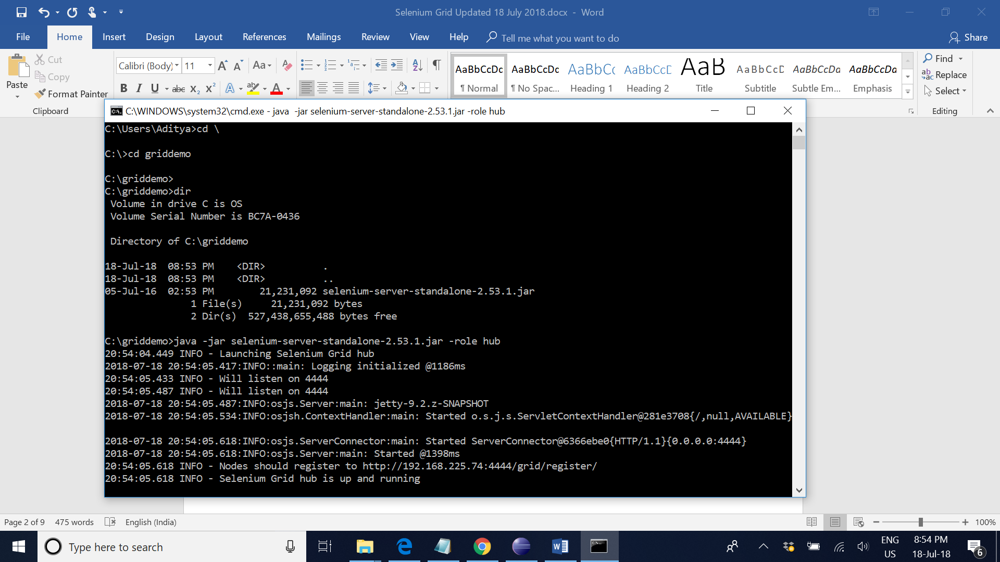 Selenium Grid Updated 18 July 2018.docx - Word
File Home Insert Design Layout References Mailings Review View Help Tell me what you want to do Share
Cut
Copy
Format Painter
Paste
Clipboard
Calibri (Body) 11
AaBbCcDc AaBbCcDc AaBbCc AaBbCcD AaB AaBbCcD AaBbCcDa AaBbCcDa
¶ Normal ¶ No Spac... Heading 1 Heading 2 Title Subtitle Subtle Em... Emphasis
Find
Replace
Select
Editing
C:\WINDOWS\system32\cmd.exe - java -jar selenium-server-standalone-2.53.1.jar -role hub
C:\Users\Aditya>cd \
C:\>cd griddemo
C:\griddemo>
C:\griddemo>dir
Volume in drive C is OS
Volume Serial Number is BC7A-0436
Directory of C:\griddemo
18-Jul-18 08:53 PM <DIR> .
18-Jul-18 08:53 PM <DIR> ..
05-Jul-16 02:53 PM 21,231,092 selenium-server-standalone-2.53.1.jar
1 File(s) 21,231,092 bytes
2 Dir(s) 527,438,655,488 bytes free
C:\griddemo>java -jar selenium-server-standalone-2.53.1.jar -role hub
20:54:04.449 INFO - Launching Selenium Grid hub
2018-07-18 20:54:05.417:INFO::main: Logging initialized @1186ms
20:54:05.433 INFO - Will listen on 4444
20:54:05.487 INFO - Will listen on 4444
2018-07-18 20:54:05.487:INFO:osjs.Server:main: jetty-9.2.z-SNAPSHOT
2018-07-18 20:54:05.534:INFO:osjsh.ContextHandler:main: Started o.s.j.s.ServletContextHandler@281e3708{/,null,AVAILABLE}
2018-07-18 20:54:05.618:INFO:osjs.ServerConnector:main: Started ServerConnector@6366ebe0{HTTP/1.1}{0.0.0.0:4444}
2018-07-18 20:54:05.618:INFO:osjs.Server:main: Started @1398ms
20:54:05.618 INFO - Nodes should register to http://192.168.225.74:4444/grid/register/
20:54:05.618 INFO - Selenium Grid hub is up and running
Page 2 of 9 475 words English (India) 100%
Type here to search
ENG
US
8:54 PM
18-Jul-18
6